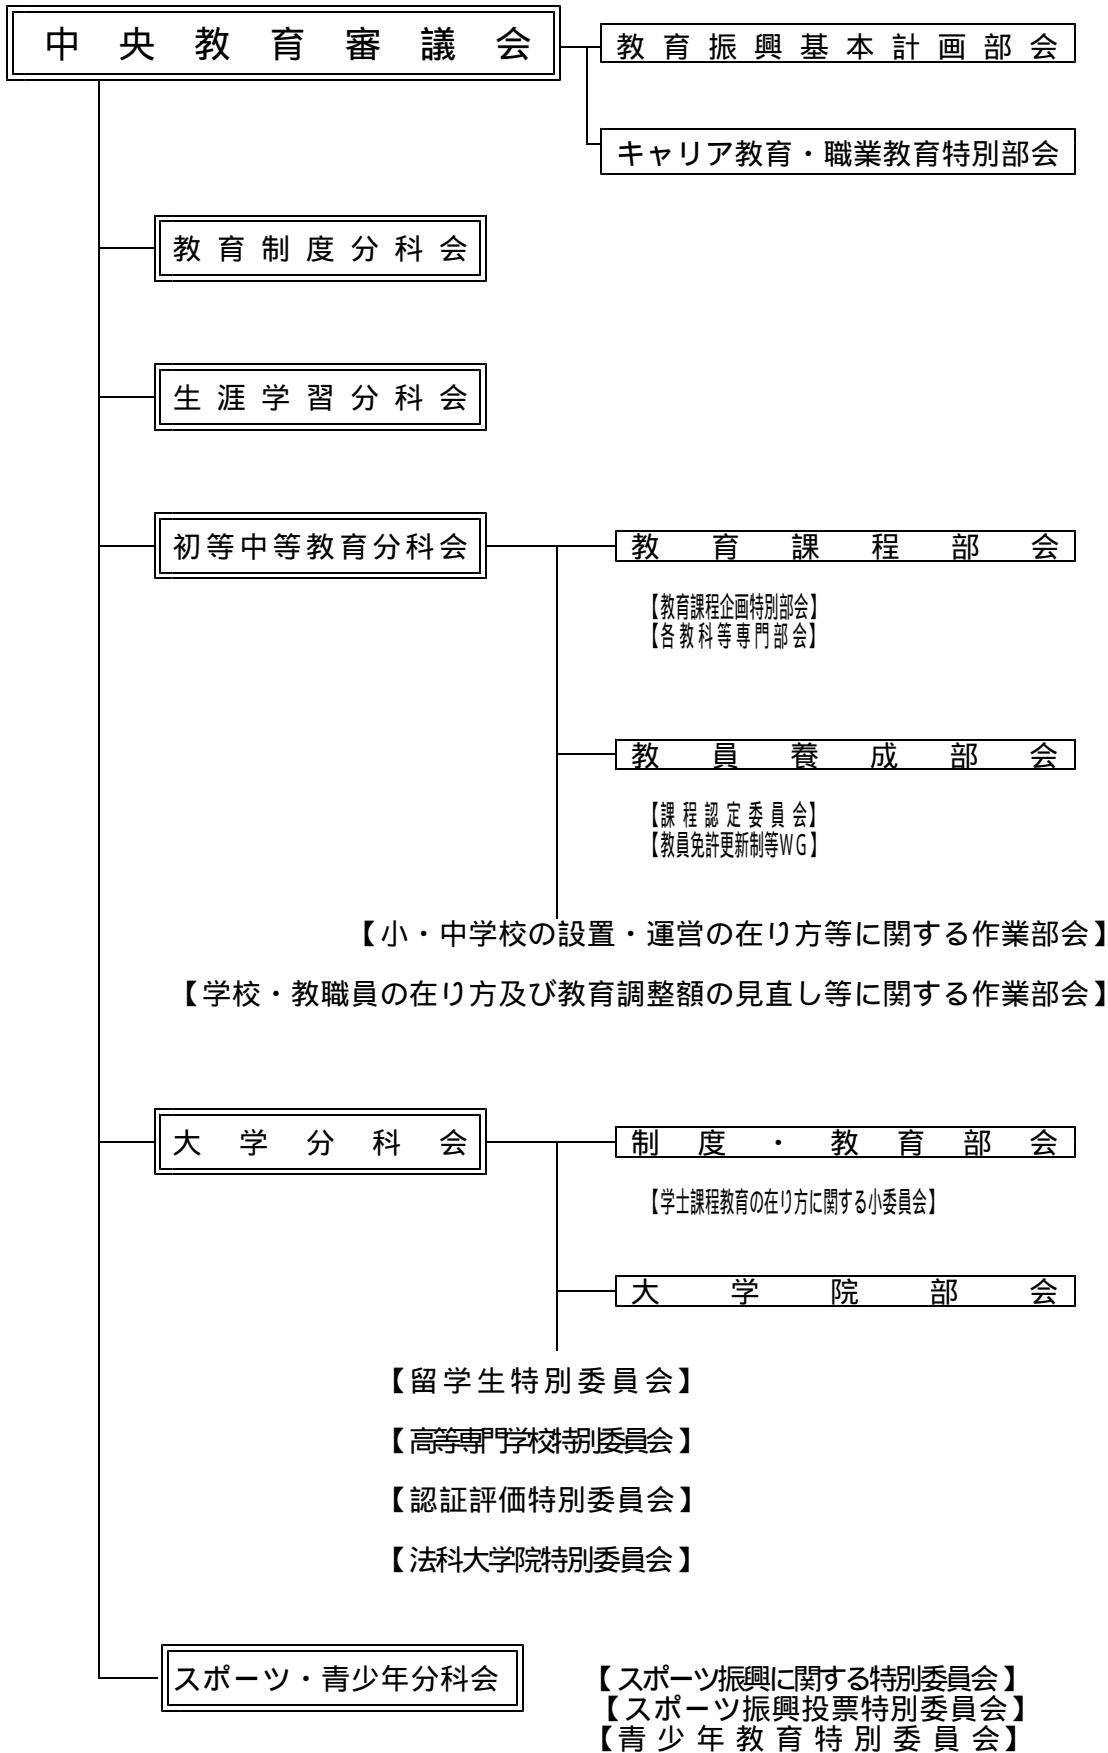 中央教育審議会
教育振興基本計画部会
キャリア教育・職業教育特別部会
教育制度分科会
生涯学習分科会
初等中等教育分科会
教育課程部会
【教育課程企画特別部会】
【各教科等専門部会】
教員養成部会
【課程認定委員会】
【教員免許更新制等WG】
【小・中学校の設置・運営の在り方等に関する作業部会】
【学校・教職員の在り方及び教育調整額の見直し等に関する作業部会】
大学分科会
制度・教育部会
【学士課程教育の在り方に関する小委員会】
大学院部会
【留学生特別委員会】
【高等専門学校特別委員会】
【認証評価特別委員会】
【法科大学院特別委員会】
スポーツ・青少年分科会
【スポーツ振興に関する特別委員会】
【スポーツ振興投票特別委員会】
【青少年教育特別委員会】